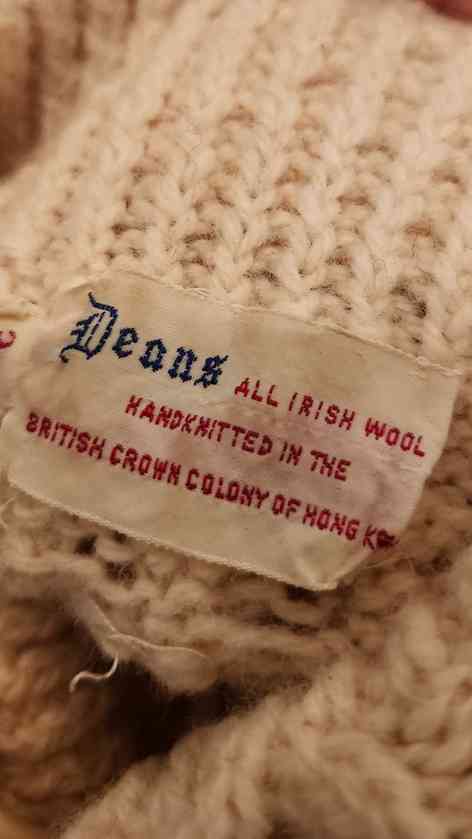 Deans ALL IRISH WOOL
HANDKNITTED IN THE
BRITISH CROWN COLONY OF HONG